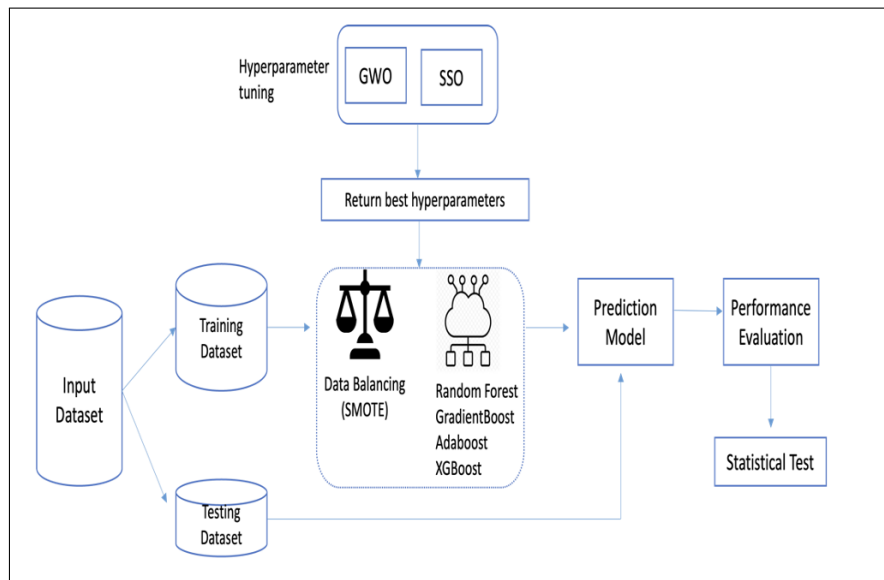 Hyperparameter
tuning
GWO
SSO
Return best hyperparameters
Input
Dataset
Training
Dataset
Testing
Dataset
Data Balancing
(SMOTE)
Random Forest
GradientBoost
Adaboost
XGBoost
Prediction
Model
Performance
Evaluation
Statistical Test